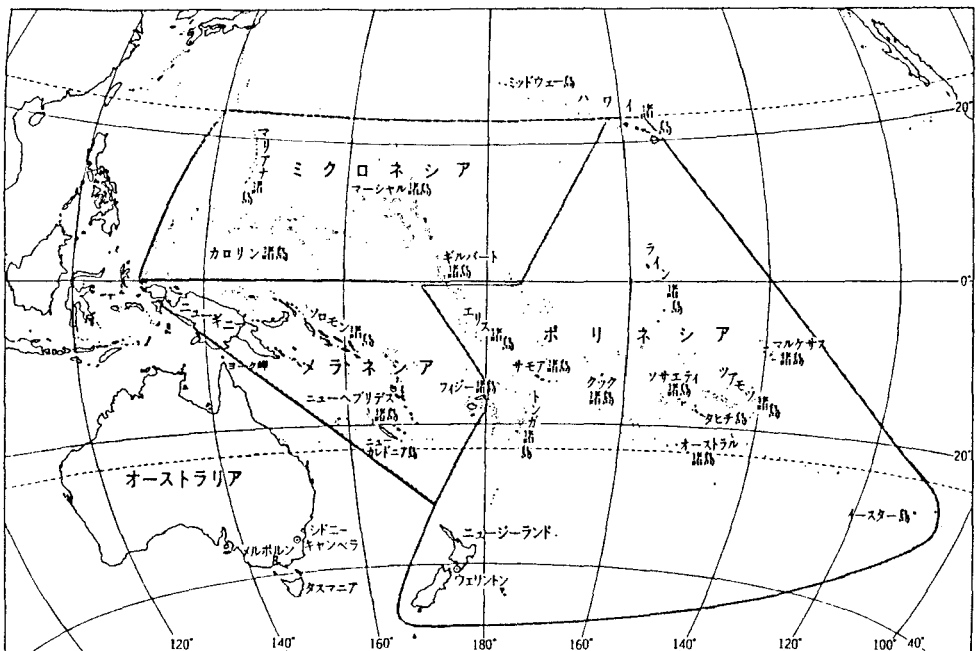 ミッドウェー島
ハワイ諸島
20°
マリアナ諸島
ミクロネシア
マーシャル諸島
カロリン諸島
ギルバート
諸島
ライン諸島
0°
ニューギニー
ソロモン諸島
エリス
諸島
ポリネシア
マルケサス
諸島
メラネシア
ヨーク岬
サモア諸島
クック
諸島
ソサエティ
諸島
ツアモツ諸島
フィジー諸島
ニューヘブリデス
諸島
トンガ諸島
タヒチ島
ニュー
カレドニア島
オーストラル
諸島
20°
オーストラリア
イースター島
シドニー
キャンベラ
メルボルン
ニュージーランド
タスマニア
ウェリントン
120°
140°
160°
180°
160°
140°
120°
100°
40°